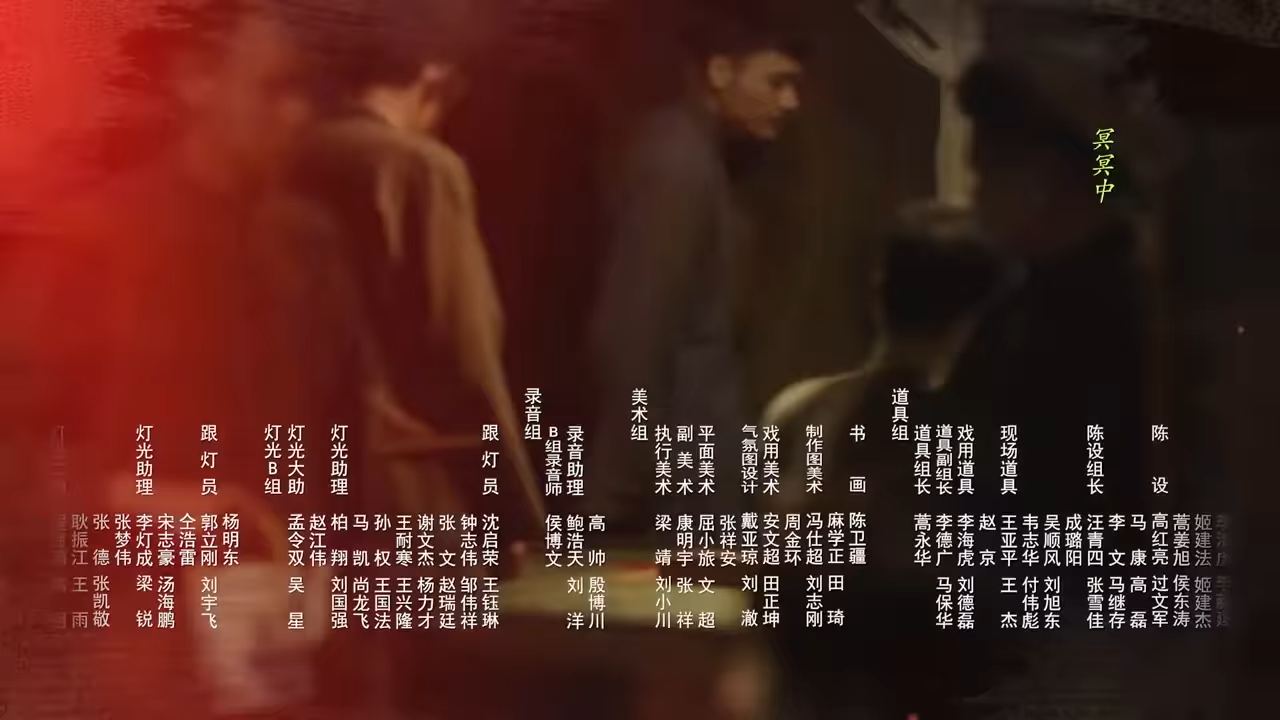 冥冥中
耿振江
王雨
张德
张凯敬
张梦伟
灯光助理
李灯成
梁锐
宋志豪
汤海鹏
仝浩雷
跟灯员
郭立刚
刘宇飞
杨明东
灯光B组
灯光大助
孟令双
吴星
赵江伟
灯光助理
柏翔
刘国强
马凯
尚龙飞
孙权
王国法
王耐寒
王兴隆
谢文杰
杨力才
张文
赵瑞廷
钟志伟
邹伟祥
跟灯员
沈启荣
王钰琳
录音组
B组录音师
侯博文
录音助理
鲍浩天
刘洋
高帅
殷博川
美术组
执行美术
梁靖
刘小川
副美术
康明宇
张祥
平面美术
屈小旅
文超
张祥安
气氛图设计
戴亚琼
刘澈
戏用美术
安文超
田正坤
周金环
制作图美术
冯仕超
刘志刚
麻学正
田琦
书画
陈卫疆
道具组
道具组长
蒿永华
道具副组长
李德广
马保华
戏用道具
李海虎
刘德磊
赵京
现场道具
王亚平
王杰
韦志华
付伟彪
吴顺风
刘旭东
成璐阳
陈设组长
汪青四
张雪佳
李文
马继存
马康
高磊
陈设
高红亮
过文军
蒿姜旭
侯东涛
姬建法
姬建杰